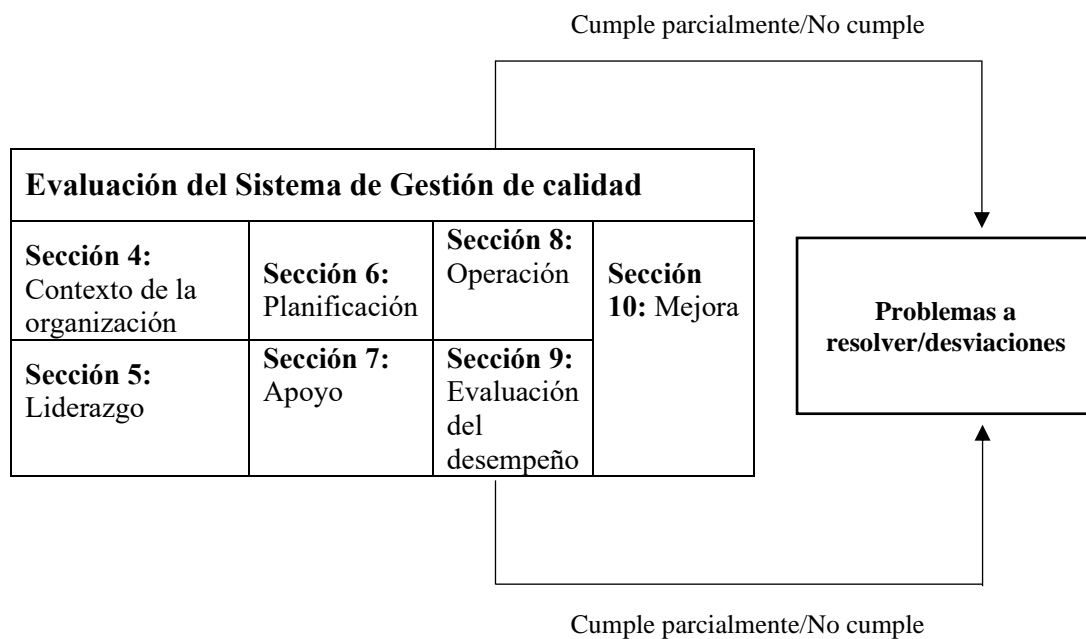 Cumple parcialmente/No cumple
Evaluación del Sistema de Gestión de calidad
Sección 4:
Contexto de la
organización
Sección 6:
Planificación
Sección 8:
Operación
Sección
10: Mejora
Sección 5:
Liderazgo
Sección 7:
Apoyo
Sección 9:
Evaluación
del
desempeño
Problemas a
resolver/desviaciones
Cumple parcialmente/No cumple